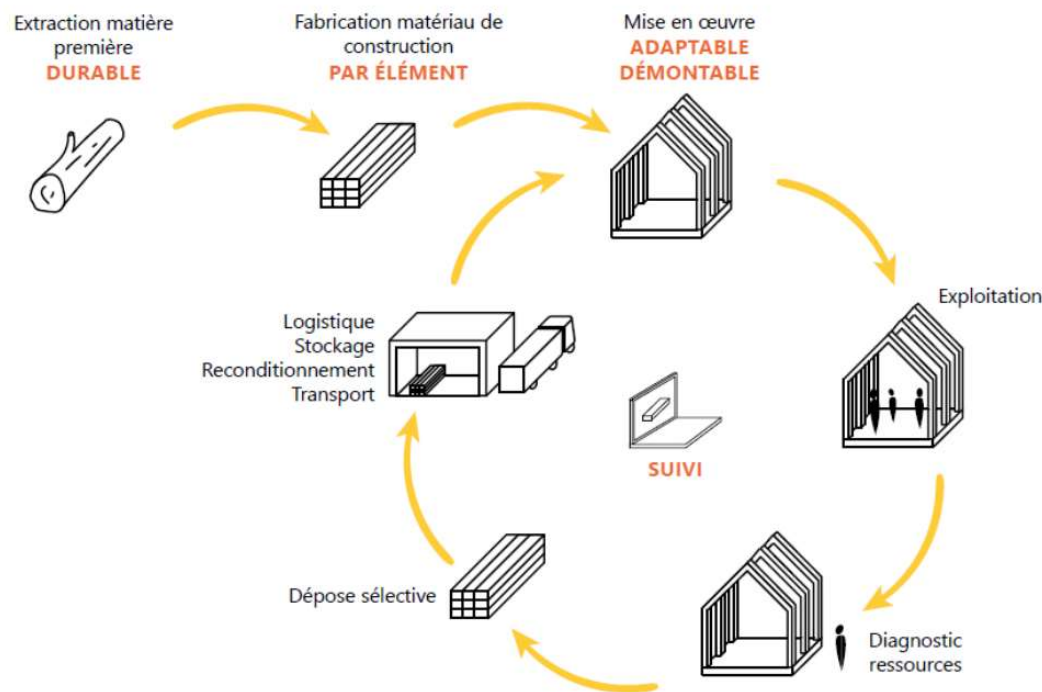 Extraction matière
première
DURABLE
Fabrication matériau de
construction
PAR ÉLÉMENT
Mise en œuvre
ADAPTABLE
DÉMONTABLE
Exploitation
Logistique
Stockage
Reconditionnement
Transport
SUIVI
Dépose sélective
Diagnostic
ressources